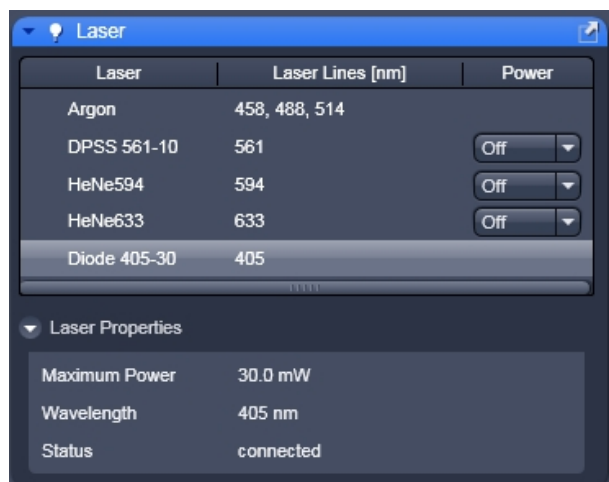 Laser
Laser Laser Lines [nm] Power
Argon 458, 488, 514
DPSS 561-10 561 Off
HeNe594 594 Off
HeNe633 633 Off
Diode 405-30 405
Laser Properties
Maximum Power 30.0 mW
Wavelength 405 nm
Status connected